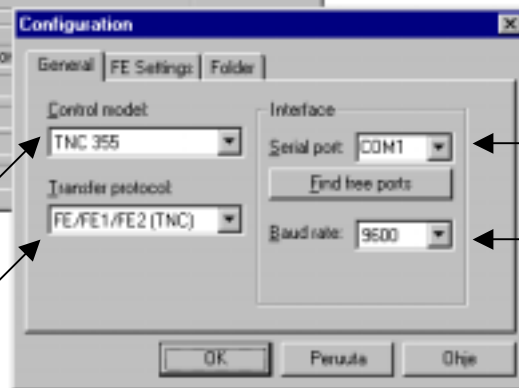 Configuration
General FE Settings Folder
Control model:
TNC 355
Transfer protocol:
FE/FE1/FE2 (TNC)
Interface
Serial port: COM1
Find free ports
Baud rate: 9600
OK Peruuta Ohje